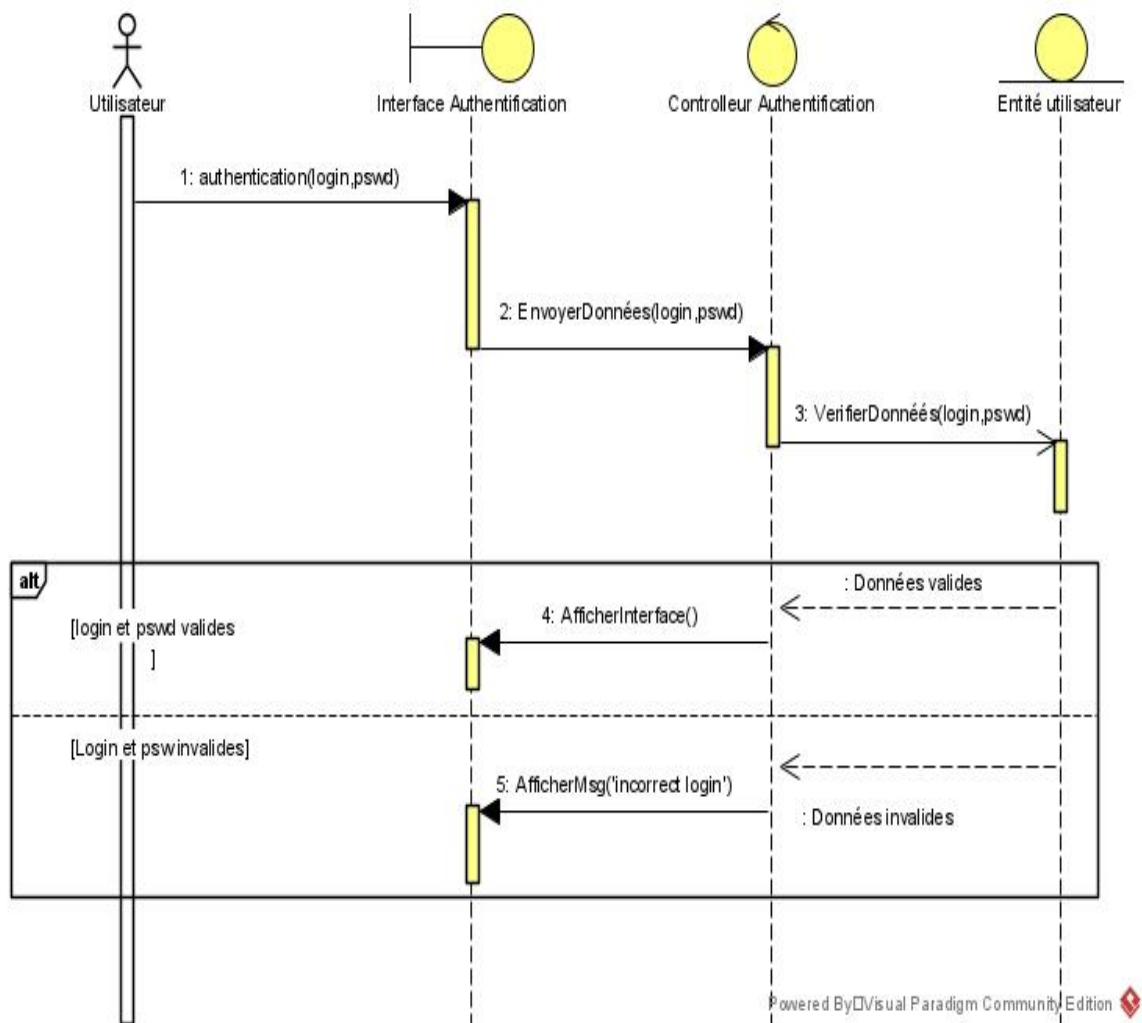 Utilisateur
Interface Authentification
Controlleur Authentification
Entité utilisateur
1: authentication(login,pswd)
2: EnvoyerDonnées(login,pswd)
3: VerifierDonnéés(login,pswd)
alt
: Données valides
[login et pswd valides
]
4: AfficherInterface()
[Login et pswinvalides]
5: AfficherMsg('incorrect login')
: Données invalides
Powered By□Visual Paradigm Community Edition